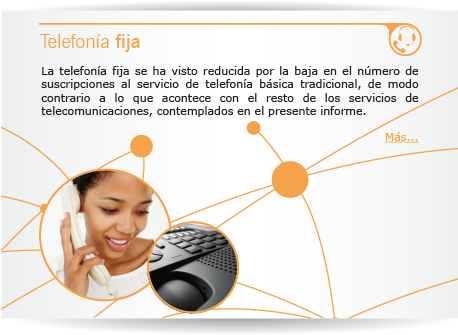 Telefonía fija
La telefonía fija se ha visto reducida por la baja en el número de
suscripciones al servicio de telefonía básica tradicional, de modo
contrario a lo que acontece con el resto de los servicios de
telecomunicaciones, contemplados en el presente informe.
Más...